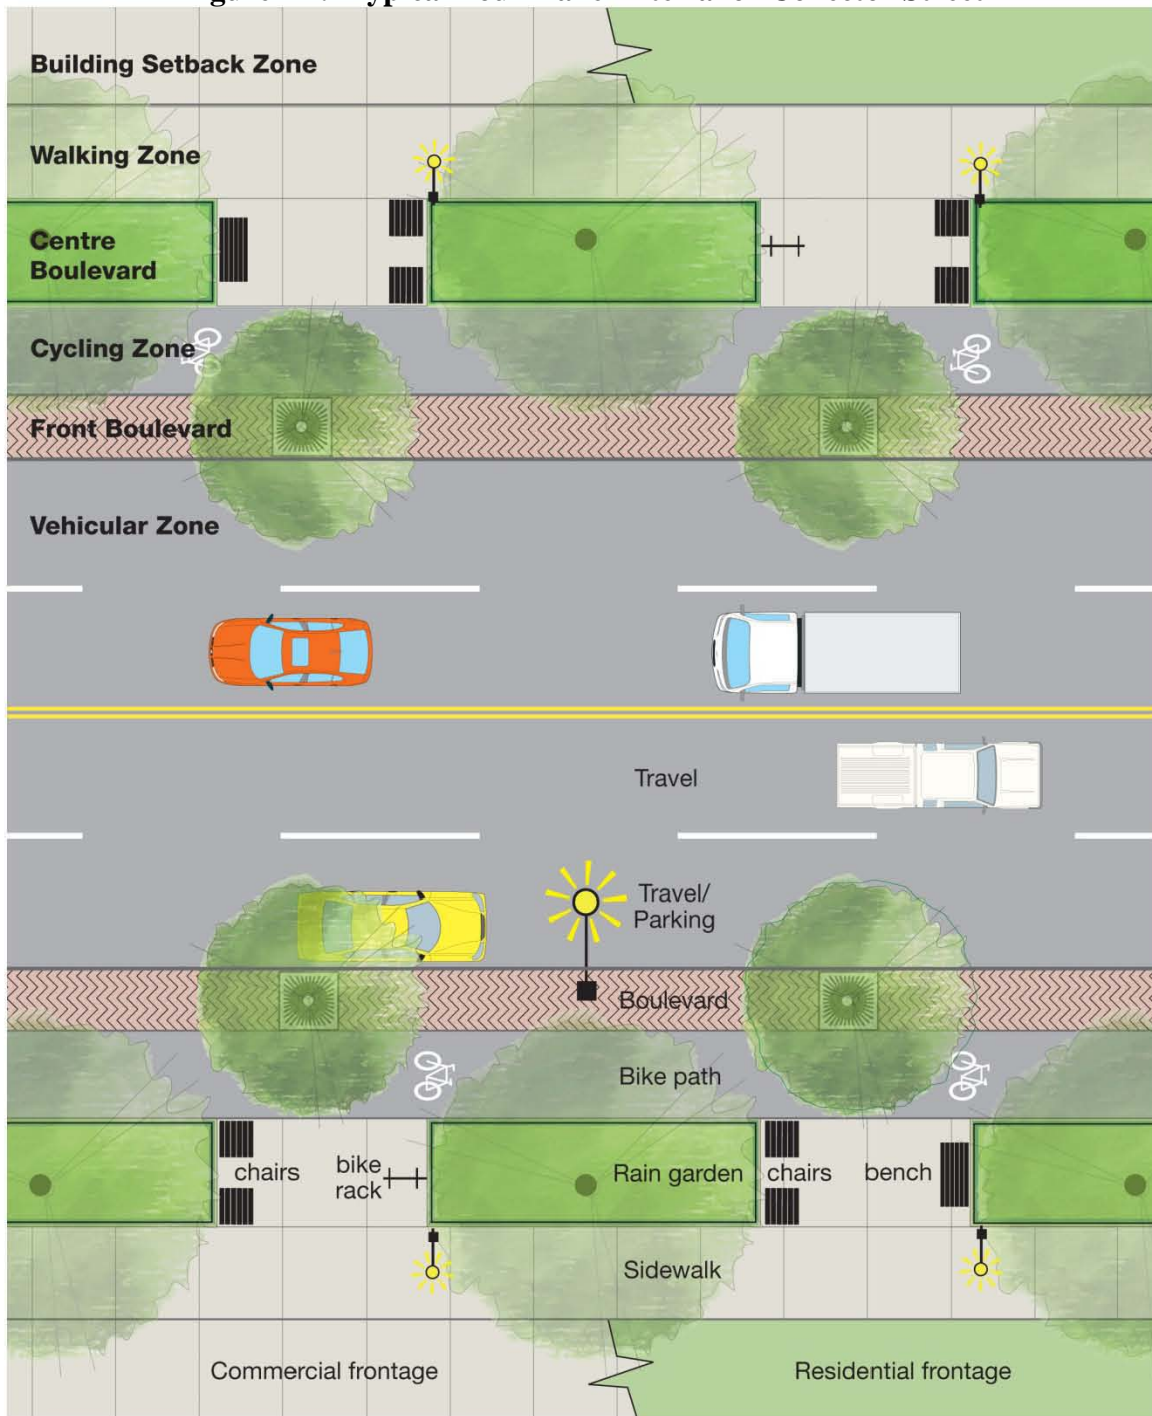 Building Setback Zone
Walking Zone
Centre
Boulevard
Cycling Zone
Front Boulevard
Vehicular Zone
Travel
Travel/
Parking
Boulevard
Bike path
chairs
bike
rack
Rain garden
chairs
bench
Sidewalk
Commercial frontage
Residential frontage